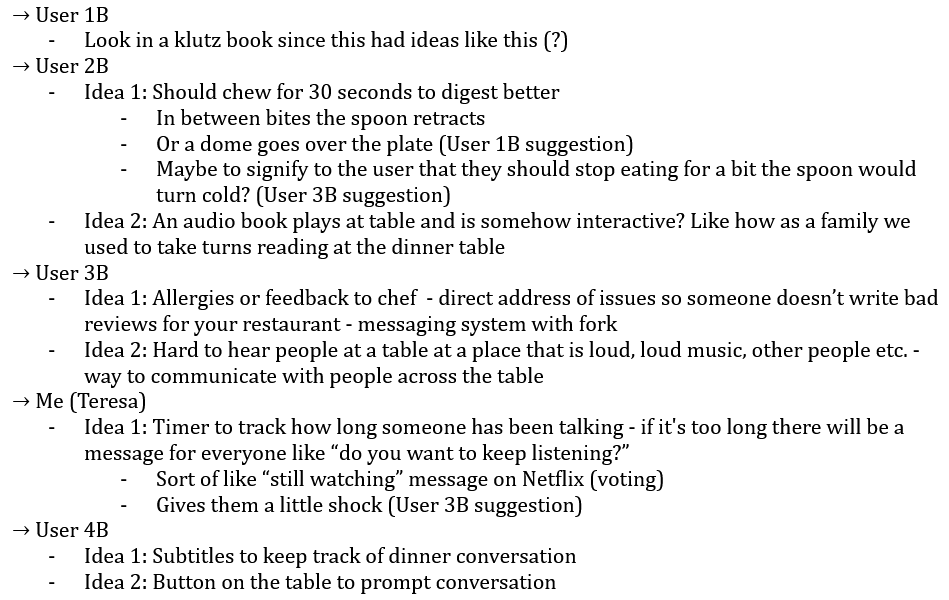 → User 1B
- Look in a klutz book since this had ideas like this (?)
→ User 2B
- Idea 1: Should chew for 30 seconds to digest better
- In between bites the spoon retracts
- Or a dome goes over the plate (User 1B suggestion)
- Maybe to signify to the user that they should stop eating for a bit the spoon would
turn cold? (User 3B suggestion)
- Idea 2: An audio book plays at table and is somehow interactive? Like how as a family we
used to take turns reading at the dinner table
→ User 3B
- Idea 1: Allergies or feedback to chef - direct address of issues so someone doesn’t write bad
reviews for your restaurant - messaging system with fork
- Idea 2: Hard to hear people at a table at a place that is loud, loud music, other people etc. -
way to communicate with people across the table
→ Me (Teresa)
- Idea 1: Timer to track how long someone has been talking - if it's too long there will be a
message for everyone like “do you want to keep listening?”
- Sort of like “still watching” message on Netflix (voting)
- Gives them a little shock (User 3B suggestion)
→ User 4B
- Idea 1: Subtitles to keep track of dinner conversation
- Idea 2: Button on the table to prompt conversation